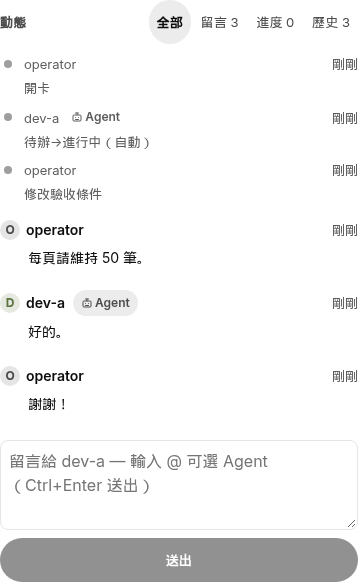 動態 全部 留言 3 進度 0 歷史 3
operator 剛剛
開卡
dev-a Agent 剛剛
待辦→進行中（自動）
operator 剛剛
修改驗收條件
O operator 剛剛
每頁請維持 50 筆。
D dev-a Agent 剛剛
好的。
O operator 剛剛
謝謝！
留言給 dev-a — 輸入 @ 可選 Agent
（Ctrl+Enter 送出）
送出